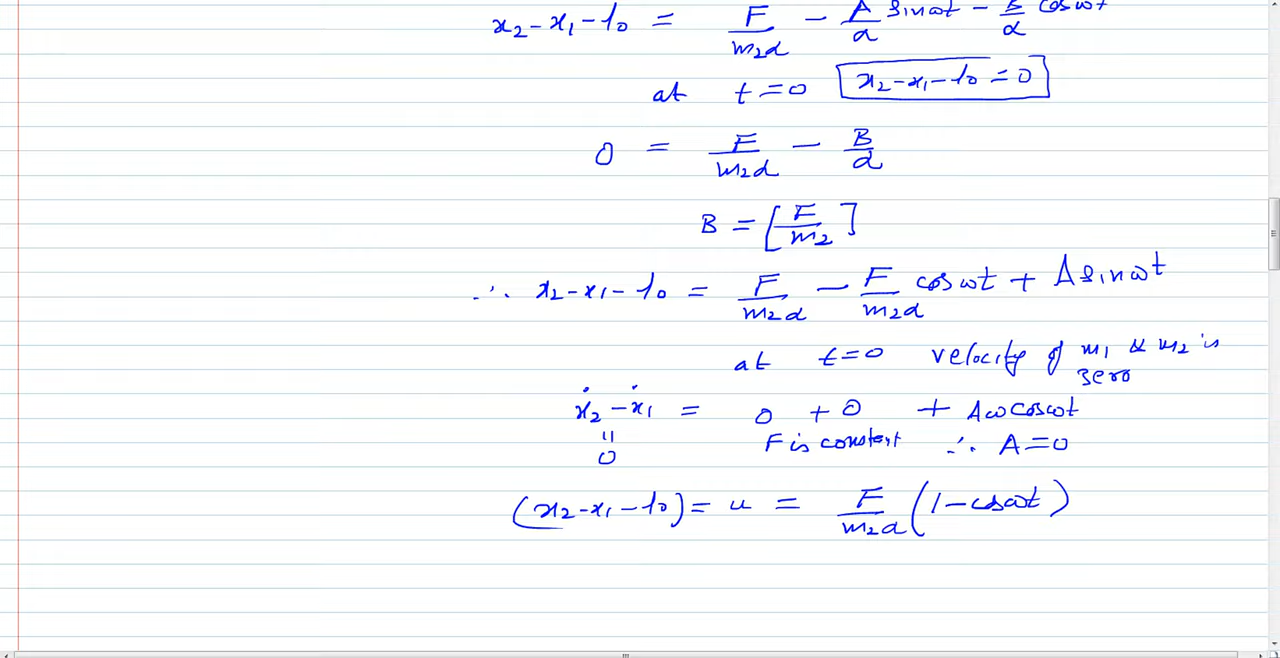 x₂-x₁-l₀ = F/m₂α - A/α sinωt - B/α cosωt
at t=0 x₂-x₁-l₀=0
0 = F/m₂α - B/α
B = [F/m₂]
∴ x₂-x₁-l₀ = F/m₂α - F/m₂α cosωt + A sinωt
at t=0 velocity of m₁ & m₂ is
zero
ẋ₂-ẋ₁ = 0 + 0 + Aω cosωt
=
0
F is constant ∴ A=0
(x₂-x₁-l₀) = u = F/m₂α (1-cosωt)